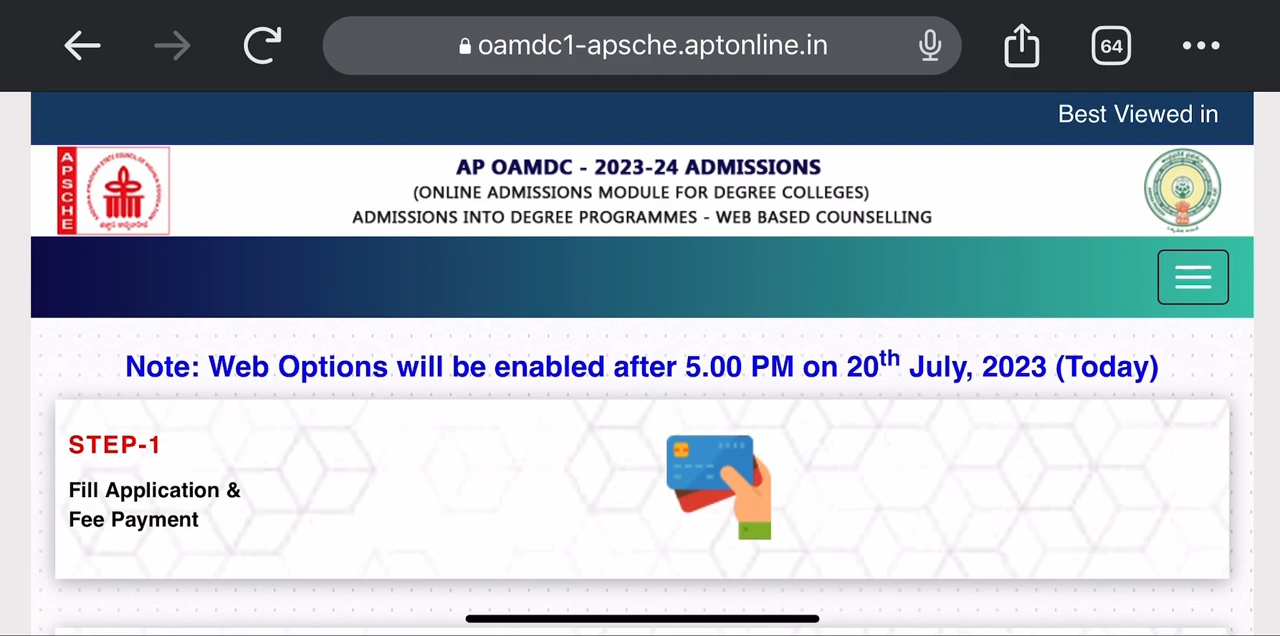 oamdc1-apsche.aptonline.in
64
Best Viewed in
APSCHE
AP OAMDC - 2023-24 ADMISSIONS
(ONLINE ADMISSIONS MODULE FOR DEGREE COLLEGES)
ADMISSIONS INTO DEGREE PROGRAMMES - WEB BASED COUNSELLING
Note: Web Options will be enabled after 5.00 PM on 20th July, 2023 (Today)
STEP-1
Fill Application &
Fee Payment